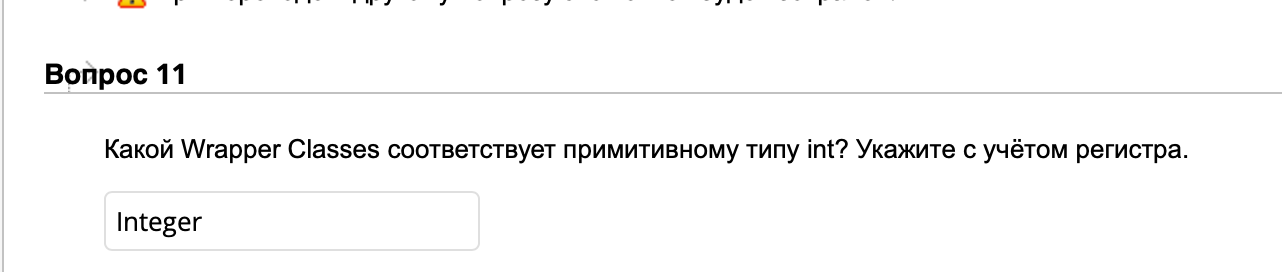 Вопрос 11
Какой Wrapper Classes соответствует примитивному типу int? Укажите с учётом регистра.
Integer